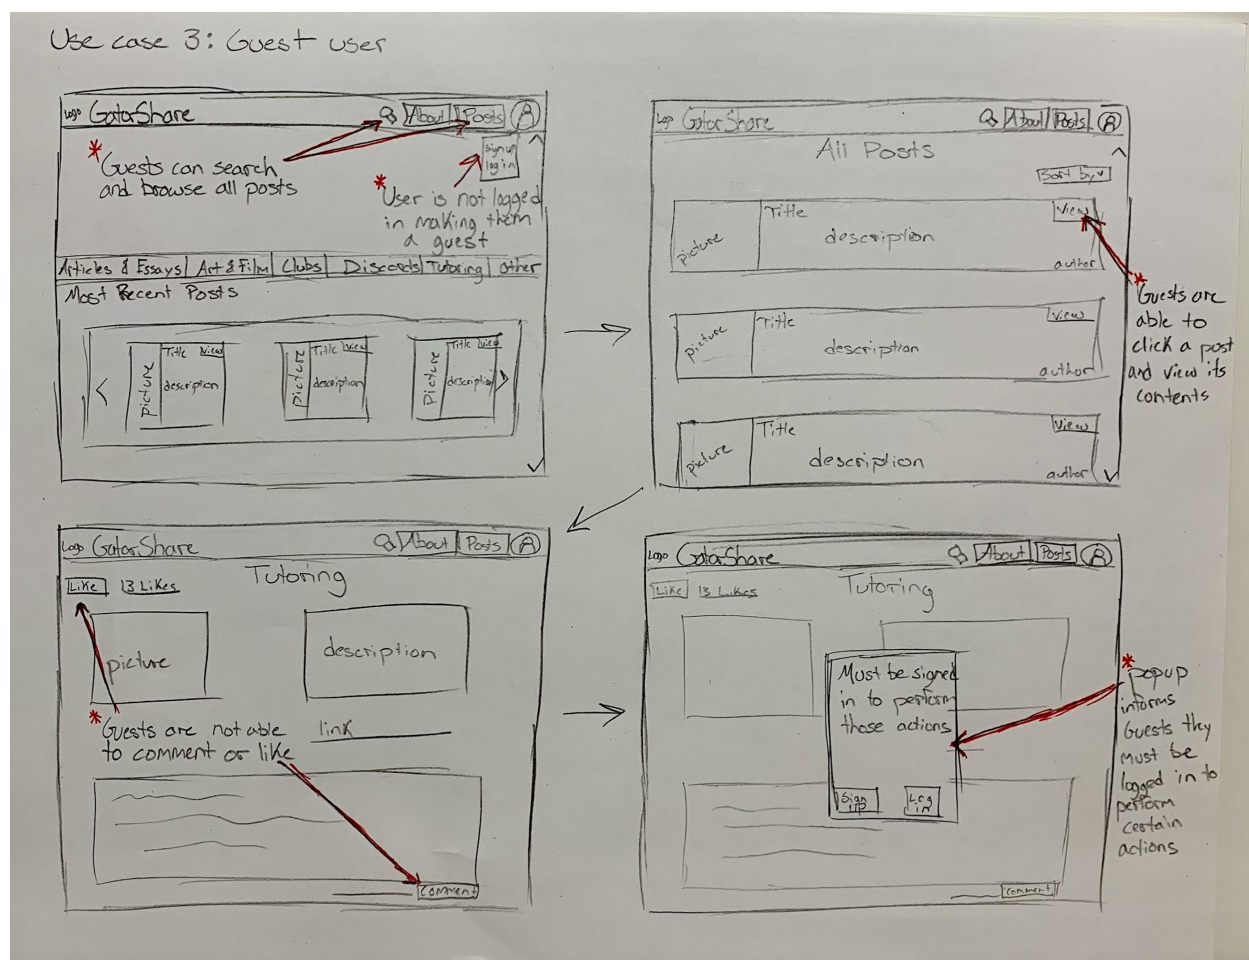 Use case 3: Guest user
Logo GatorShare About Posts
sign up
log in
* Guests can search
and browse all posts
* User is not logged
in making them
a guest
Articles & Essays Art & Film Clubs Discords Tutoring other
Most Recent Posts
Picture Title view
description
Picture Title view
description
Picture Title view
description
Logo GatorShare About Posts
All Posts
Sort by
picture Title view
description
author
picture Title view
description
author
picture Title view
description
author
* Guests are
able to
click a post
and view its
contents
Logo GatorShare About Posts
Tutoring
Like 13 Likes
picture
description
* Guests are not able
to comment or like
link
comment
Logo GatorShare About Posts
Tutoring
Like 13 Likes
Must be signed
in to perform
those actions
Sign
up
Log
in
comment
* popup
informs
Guests they
must be
logged in to
perform
certain
actions